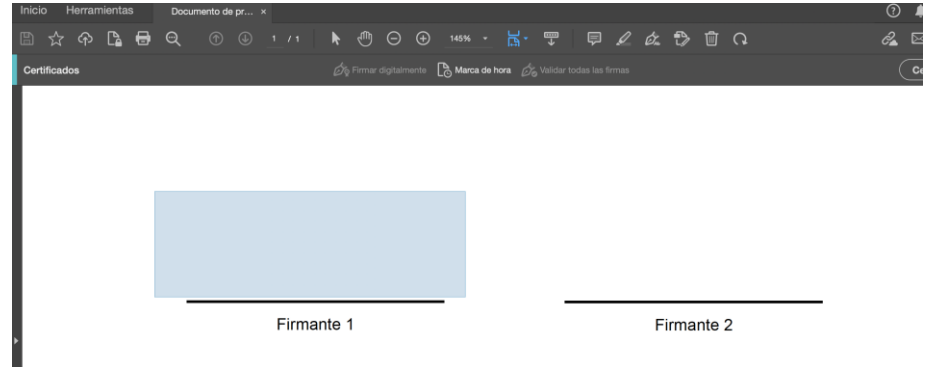 Inicio Herramientas Documento de pr... ×
1 / 1 145%
Certificados Firmar digitalmente Marca de hora Validar todas las firmas
Firmante 1 Firmante 2